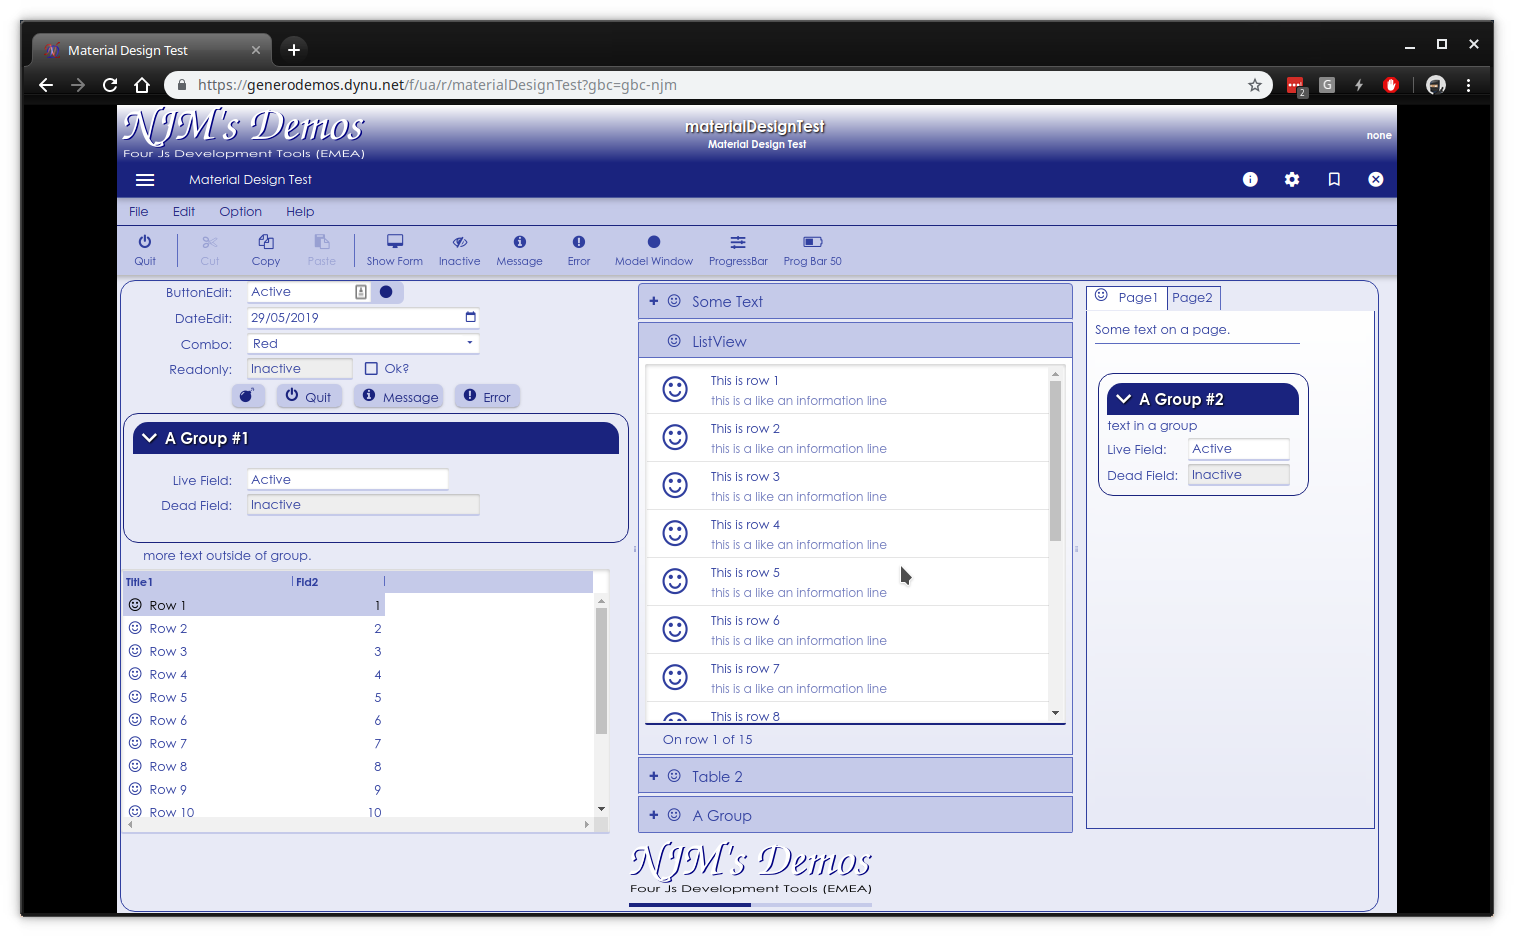 Material Design Test
https://generodemos.dynu.net/f/ua/r/materialDesignTest?gbc=gbc-njm
2
G
NJM's Demos
Four Js Development Tools (EMEA)
materialDesignTest
Material Design Test
none
Material Design Test
File Edit Option Help
Quit Cut Copy Paste Show Form Inactive Message Error Model Window ProgressBar Prog Bar 50
ButtonEdit: Active
DateEdit: 29/05/2019
Combo: Red
Readonly: Inactive Ok?
Quit Message Error
A Group #1
Live Field: Active
Dead Field: Inactive
more text outside of group.
Title1 Fld2
Row 1 1
Row 2 2
Row 3 3
Row 4 4
Row 5 5
Row 6 6
Row 7 7
Row 8 8
Row 9 9
Row 10 10
Some Text
ListView
This is row 1
this is a like an information line
This is row 2
this is a like an information line
This is row 3
this is a like an information line
This is row 4
this is a like an information line
This is row 5
this is a like an information line
This is row 6
this is a like an information line
This is row 7
this is a like an information line
This is row 8
On row 1 of 15
Table 2
A Group
Page1 Page2
Some text on a page.
A Group #2
text in a group
Live Field: Active
Dead Field: Inactive
NJM's Demos
Four Js Development Tools (EMEA)